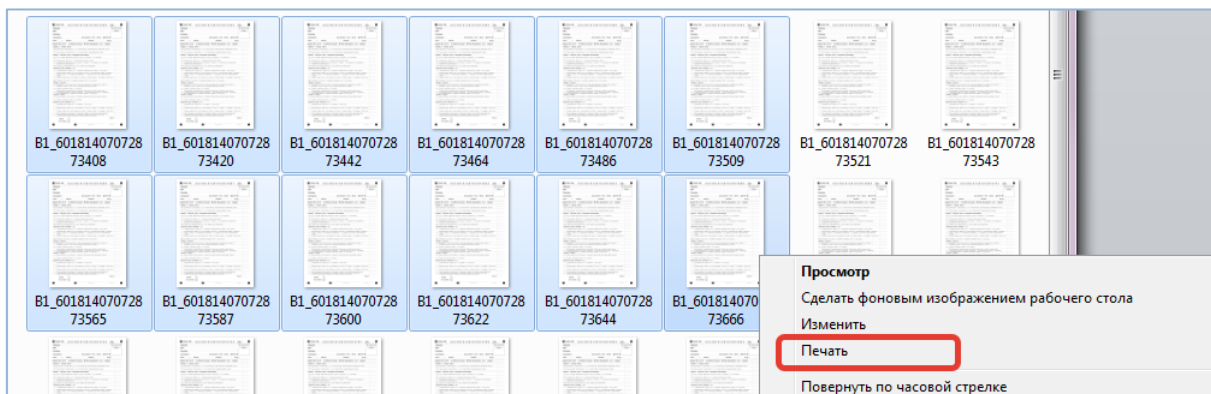 B1_601814070728 B1_601814070728 B1_601814070728 B1_601814070728 B1_601814070728 B1_601814070728 B1_601814070728 B1_601814070728
73408 73420 73442 73464 73486 73509 73521 73543
B1_601814070728 B1_601814070728 B1_601814070728 B1_601814070728 B1_601814070728 B1_601814070
73565 73587 73600 73622 73644 73666
Просмотр
Сделать фоновым изображением рабочего стола
Изменить
Печать
Повернуть по часовой стрелке